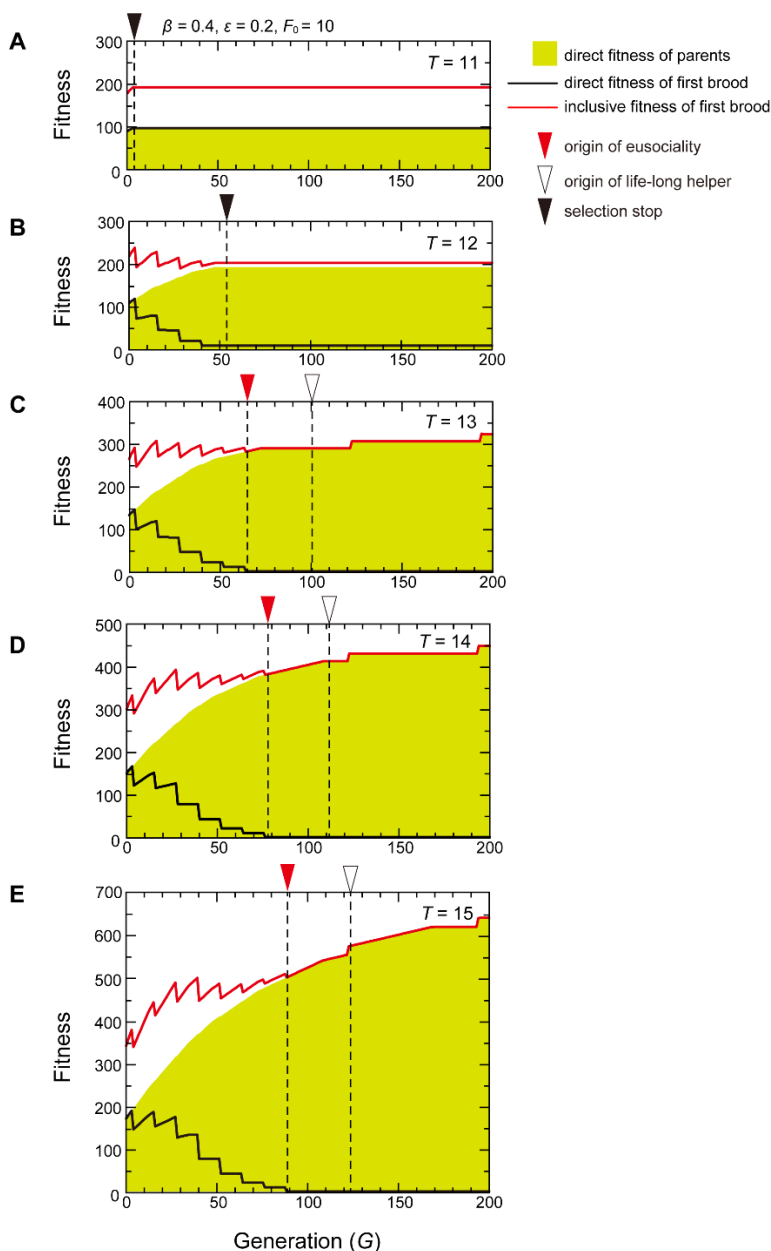 β = 0.4, ε = 0.2, F₀ = 10
A
T = 11
300
200
100
0
Fitness
0
50
100
150
200
direct fitness of parents
direct fitness of first brood
inclusive fitness of first brood
origin of eusociality
origin of life-long helper
selection stop
B
T = 12
300
200
100
0
Fitness
0
50
100
150
200
C
T = 13
400
300
200
100
0
Fitness
0
50
100
150
200
D
T = 14
500
400
300
200
100
0
Fitness
0
50
100
150
200
E
T = 15
700
600
500
400
300
200
100
0
Fitness
0
50
100
150
200
Generation (G)